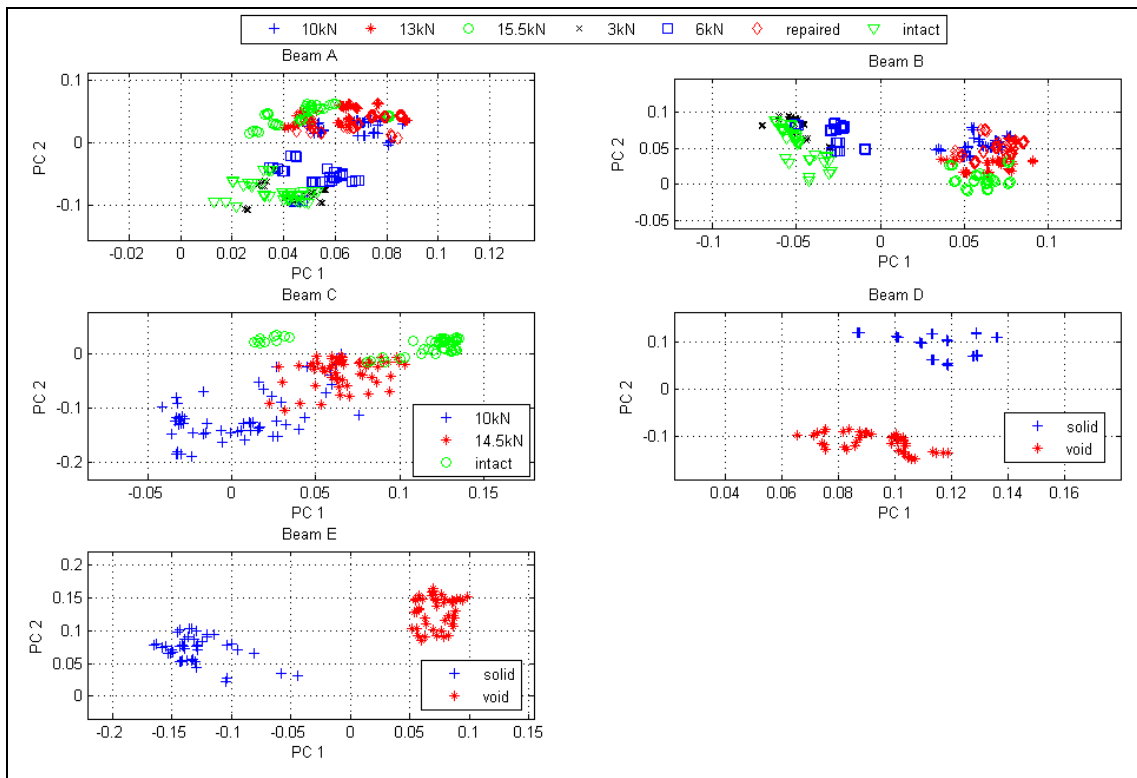 10kN 13kN 15.5kN 3kN 6kN repaired intact
Beam A
0.1
0
-0.1
PC 2
-0.02 0 0.02 0.04 0.06 0.08 0.1 0.12
PC 1
Beam B
0.1
0.05
0
-0.05
PC 2
-0.1 -0.05 0 0.05 0.1
PC 1
Beam C
0
-0.1
-0.2
PC 2
-0.05 0 0.05 0.1 0.15
PC 1
10kN
14.5kN
intact
Beam D
0.1
0
-0.1
PC 2
0.04 0.06 0.08 0.1 0.12 0.14 0.16
PC 1
solid
void
Beam E
0.2
0.15
0.1
0.05
0
PC 2
-0.2 -0.15 -0.1 -0.05 0 0.05 0.1 0.15
PC 1
solid
void